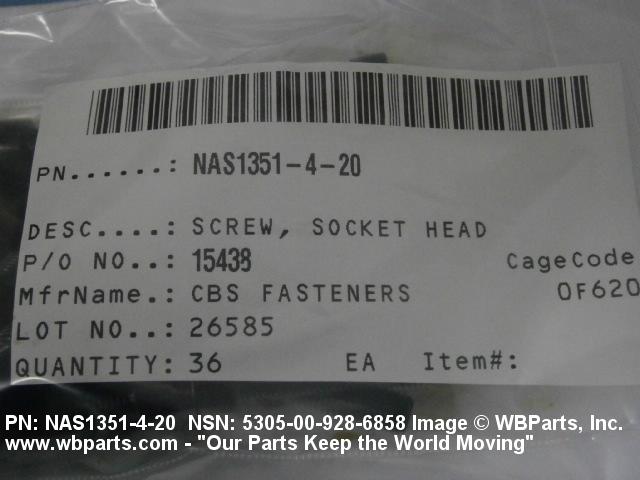 PN......: NAS1351-4-20
DESC....: SCREW, SOCKET HEAD
P/O NO..: 15438 CageCode
MfrName.: CBS FASTENERS 0F620
LOT NO..: 26585
QUANTITY: 36 EA Item#:
PN: NAS1351-4-20 NSN: 5305-00-928-6858 Image © WBParts, Inc.
www.wbparts.com - "Our Parts Keep the World Moving"